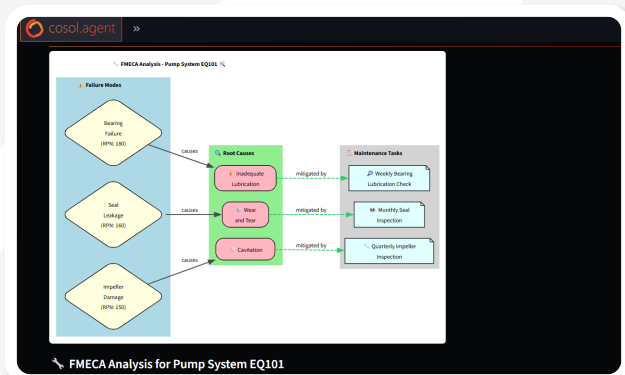 cosol.agent »
FMECA Analysis - Pump System EQ101
Failure Modes
Bearing
Failure
(RPN: 180)
causes
Seal
Leakage
(RPN: 160)
causes
Impeller
Damage
(RPN: 150)
causes
Root Causes
Inadequate
Lubrication
Wear
and Tear
Cavitation
mitigated by
mitigated by
mitigated by
Maintenance Tasks
Weekly Bearing
Lubrication Check
Monthly Seal
Inspection
Quarterly Impeller
Inspection
FMECA Analysis for Pump System EQ101